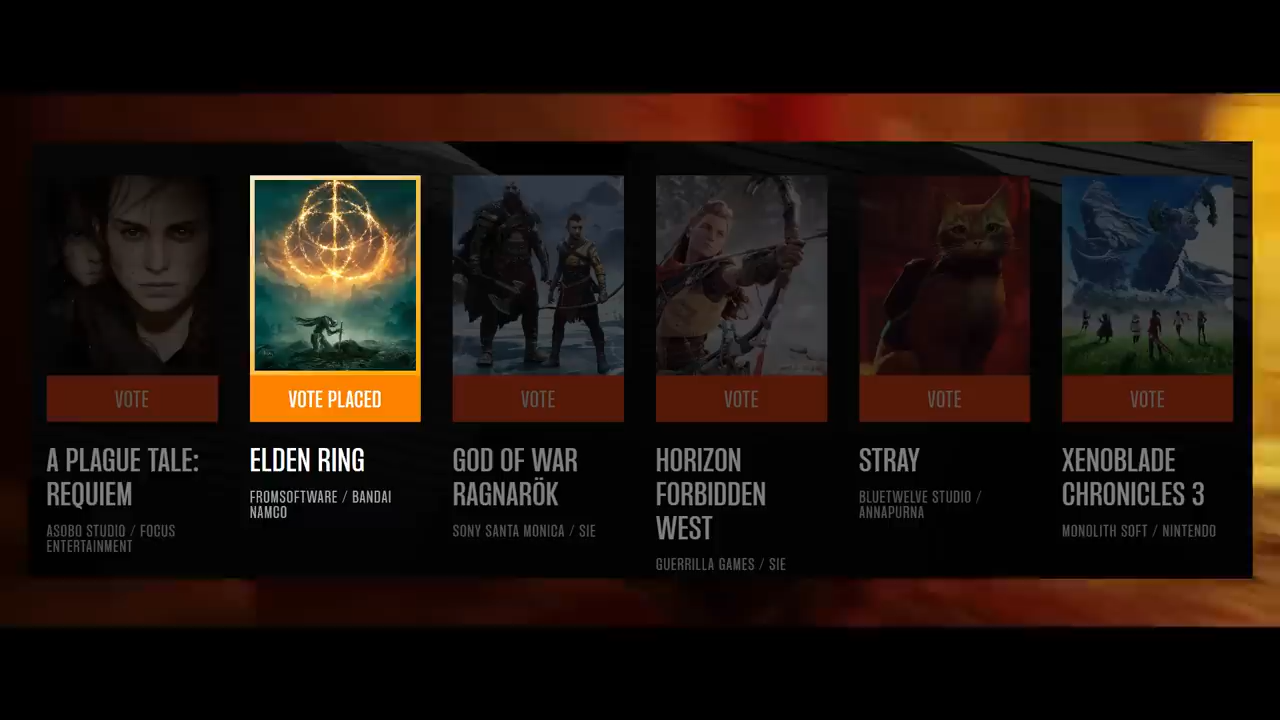 VOTE
A PLAGUE TALE:
REQUIEM
ASOBO STUDIO / FOCUS
ENTERTAINMENT
VOTE PLACED
ELDEN RING
FROMSOFTWARE / BANDAI
NAMCO
VOTE
GOD OF WAR
RAGNARÖK
SONY SANTA MONICA / SIE
VOTE
HORIZON
FORBIDDEN
WEST
GUERRILLA GAMES / SIE
VOTE
STRAY
BLUETWELVE STUDIO /
ANNAPURNA
VOTE
XENOBLADE
CHRONICLES 3
MONOLITH SOFT / NINTENDO